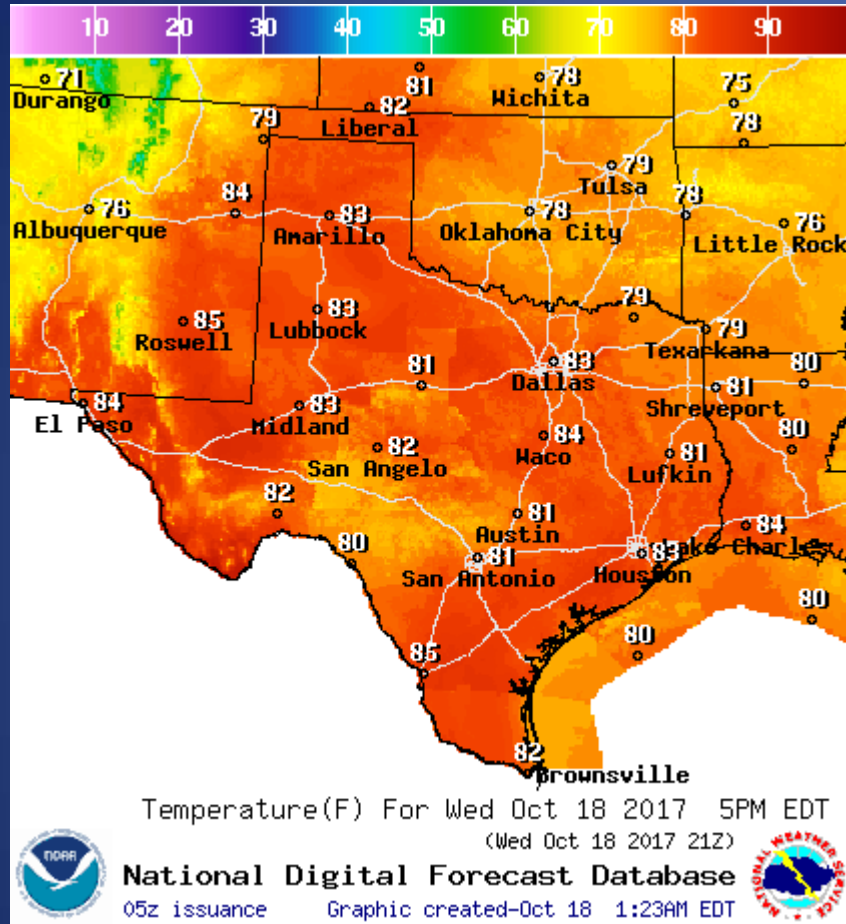 10 20 30 40 50 60 70 80 90
81
71 78
Durango Wichita 75
82
Liberal
79 78
79
Tulsa
84 83 78 78 76
76
Albuquerque Amarillo Oklahoma City Little Rock
85 83 79
Roswell Lubbock 79
Texarkana
83
81 Dallas 81 80
84 83 Shreveport
El Paso Midland
82 84 81 80
San Angelo Waco Lufkin
82 81 84
Austin
80 81 83 Lake Charles
San Antonio Houston
80
80
85
82
Brownsville
Temperature(F) For Wed Oct 18 2017 5PM EDT
(Wed Oct 18 2017 21Z)
NOAA
NATIONAL WEATHER SERVICE
National Digital Forecast Database
05z issuance Graphic created-Oct 18 1:23AM EDT